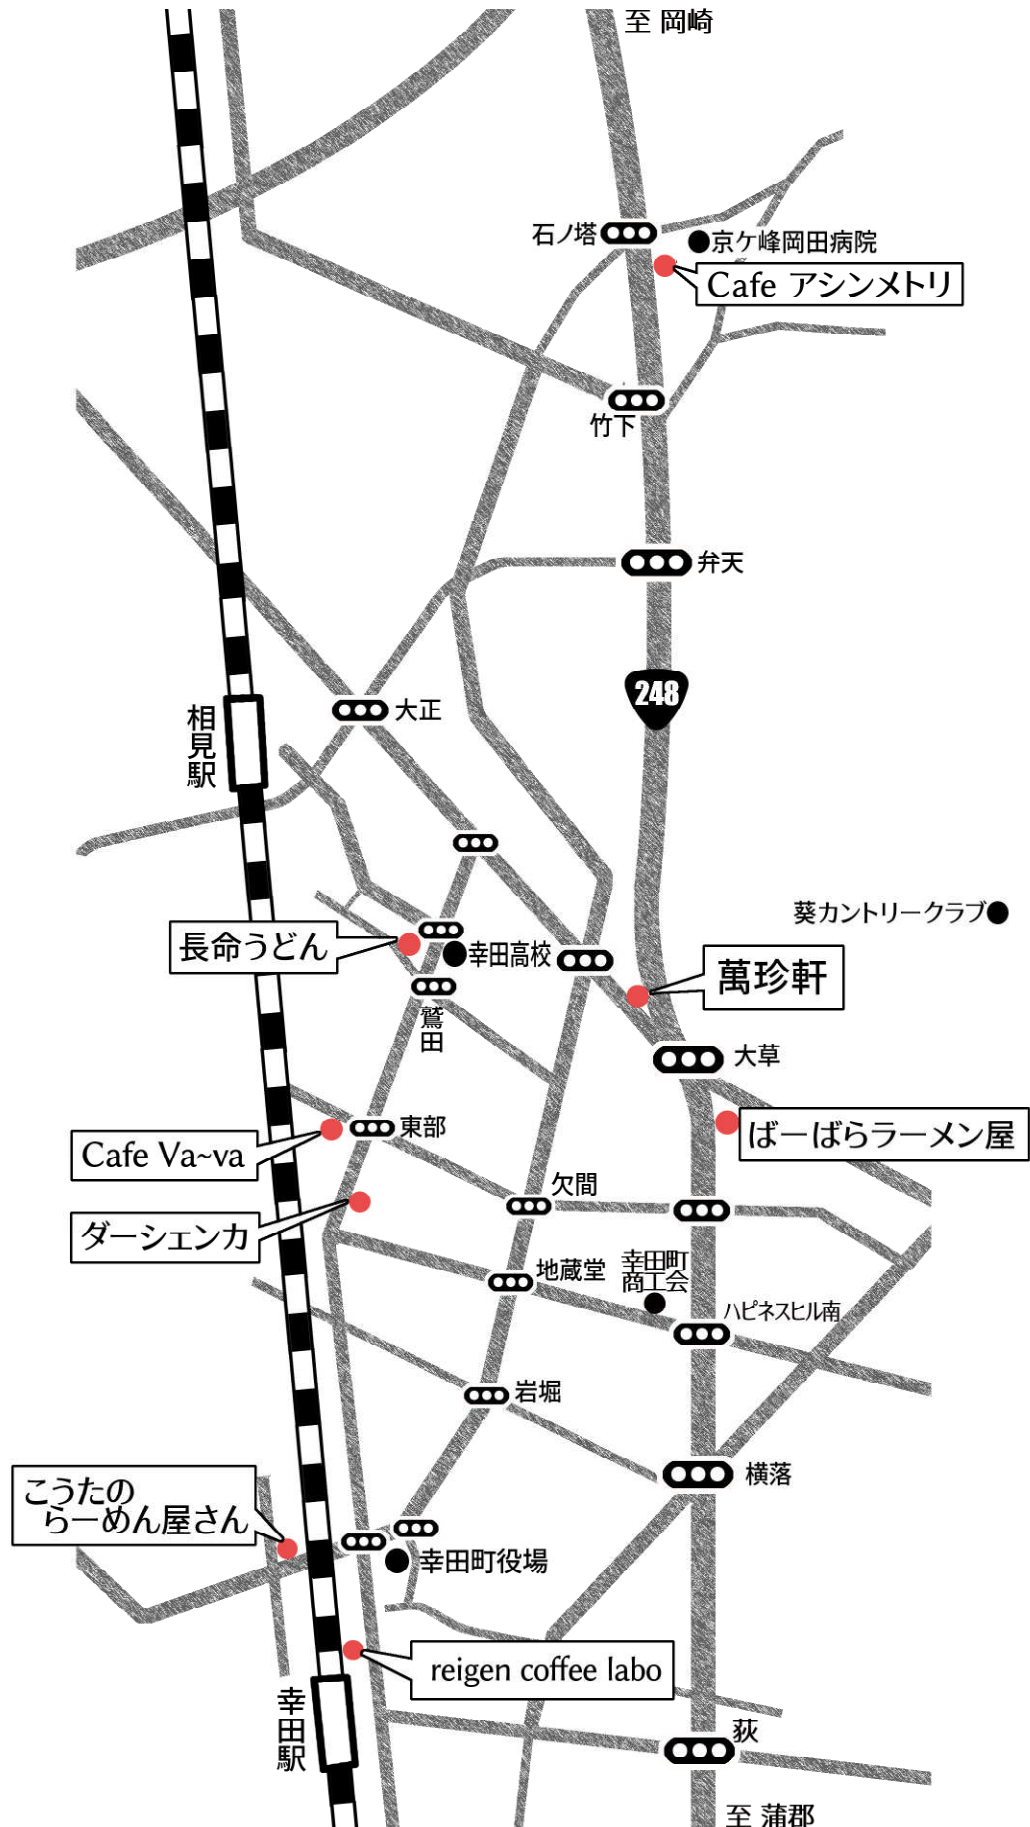 至 岡崎
石ノ塔
京ケ峰岡田病院
Cafe アシンメトリ
竹下
弁天
248
相見駅
大正
葵カントリークラブ
長命うどん
幸田高校
萬珍軒
鷲田
大草
東部
ばーばらラーメン屋
Cafe Va~va
欠間
ダーシェンカ
地蔵堂
幸田町
商工会
ハピネスヒル南
岩堀
横落
こうたの
らーめん屋さん
幸田町役場
reigen coffee labo
幸田駅
荻
至 蒲郡